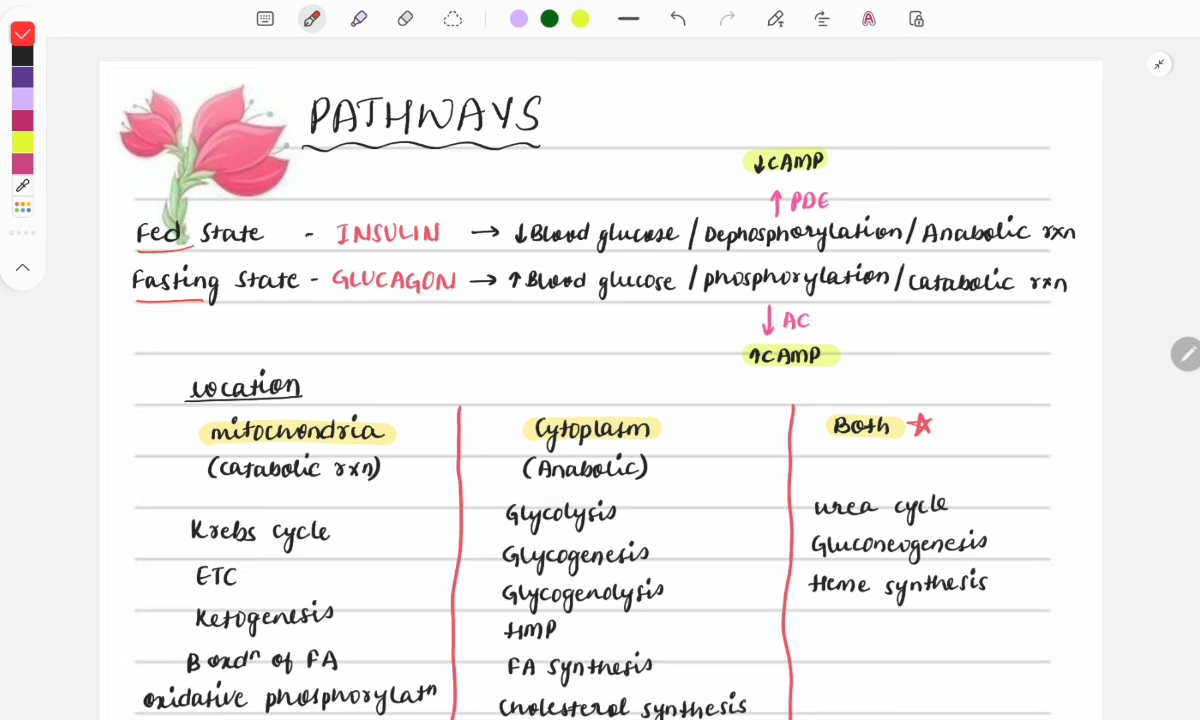 PATHWAYS
↓CAMP
↑ PDE
Fed State - INSULIN → ↓Blood glucose / Dephosphorylation / Anabolic rxn
Fasting State - GLUCAGON → ↑Blood glucose / phosphorylation / catabolic rxn
↓ AC
↑CAMP
location
mitochondria
(catabolic rxn)
Krebs cycle
ETC
Ketogenesis
B oxdⁿ of FA
oxidative phosphorylatⁿ
Cytoplasm
(Anabolic)
Glycolysis
Glycogenesis
Glycogenolysis
HMP
FA synthesis
Cholesterol synthesis
Both ☆
urea cycle
Gluconeogenesis
Heme synthesis